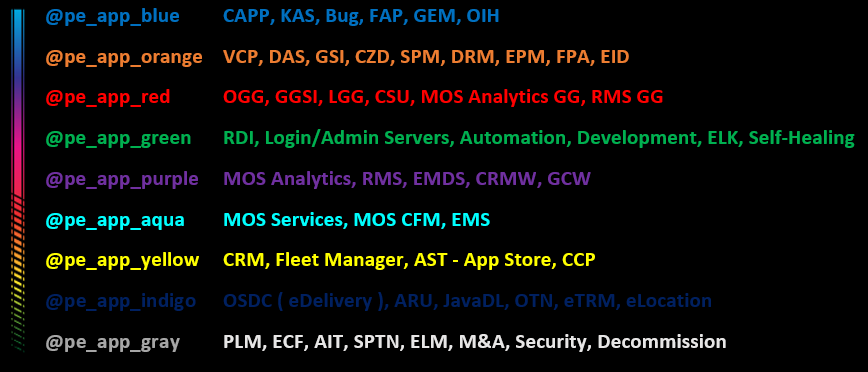 @pe_app_blue CAPP, KAS, Bug, FAP, GEM, OIH
@pe_app_orange VCP, DAS, GSI, CZD, SPM, DRM, EPM, FPA, EID
@pe_app_red OGG, GGSI, LGG, CSU, MOS Analytics GG, RMS GG
@pe_app_green RDI, Login/Admin Servers, Automation, Development, ELK, Self-Healing
@pe_app_purple MOS Analytics, RMS, EMDS, CRMW, GCW
@pe_app_aqua MOS Services, MOS CFM, EMS
@pe_app_yellow CRM, Fleet Manager, AST - App Store, CCP
@pe_app_indigo OSDC ( eDelivery ), ARU, JavaDL, OTN, eTRM, eLocation
@pe_app_gray PLM, ECF, AIT, SPTN, ELM, M&A, Security, Decommission